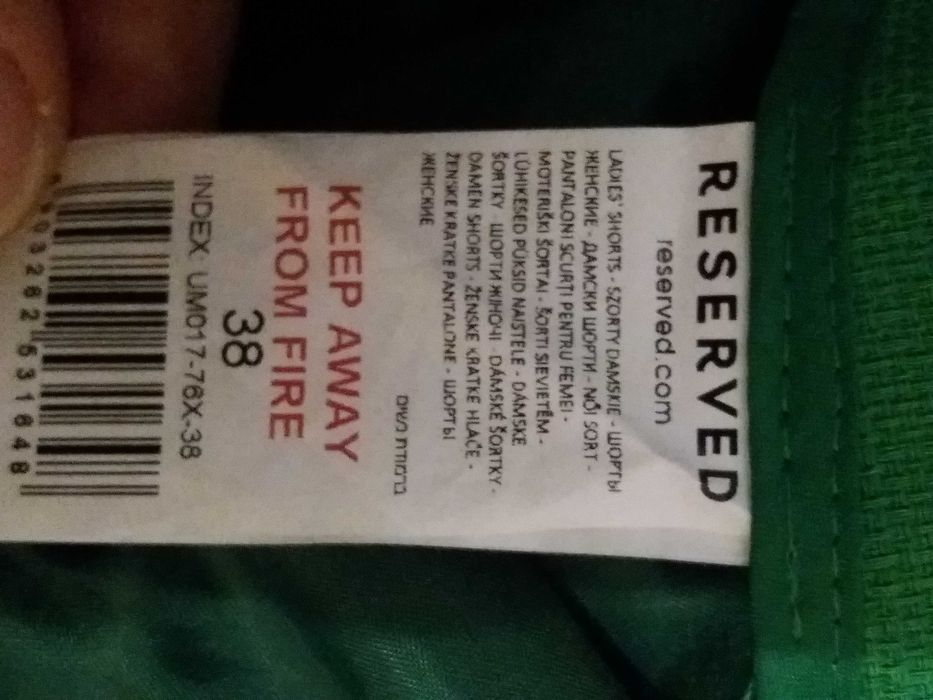 RESERVED
reserved.com
LADIES' SHORTS - SZORTY DAMSKIE - ШОРТЫ
ЖЕНСКИЕ - ДАМСКИ ШОРТИ - NŐI SORT -
PANTALONI SCURȚI PENTRU FEMEI -
MOTERIŠKI ŠORTAI - ŠORTI SIEVIETĒM -
LÜHIKESED PÜKSID NAISTELE - DÁMSKE
ŠORTKY - ШОРТИ ЖІНОЧІ - DÁMSKÉ ŠORTKY -
DAMEN SHORTS - ŽENSKE KRATKE HLAČE -
ŽENSKE KRATKE PANTALONE - ШОРТЫ
ЖЕНСКИЕ
ברמודת נשים
KEEP AWAY
FROM FIRE
38
INDEX: UM017-76X-38